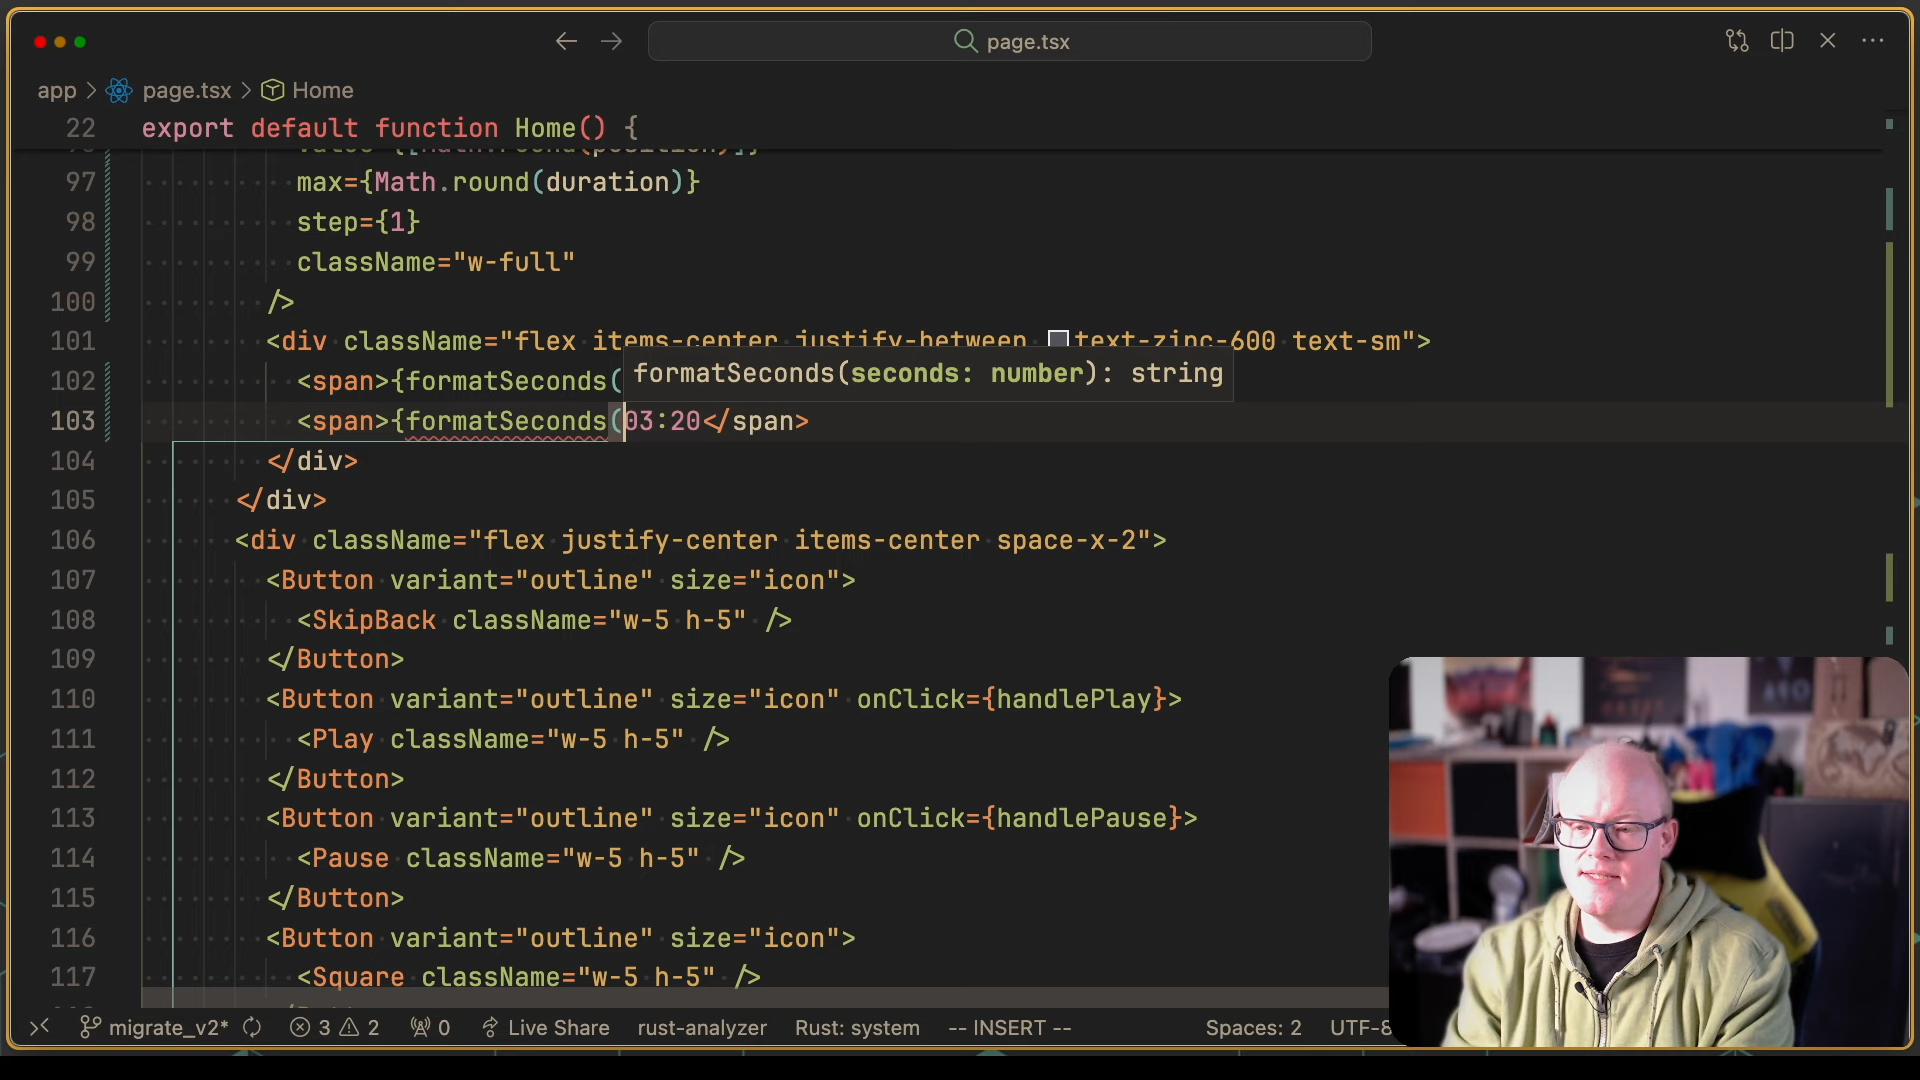 page.tsx
app > page.tsx > Home
22 export default function Home() {
97 max={Math.round(duration)}
98 step={1}
99 className="w-full"
100 />
101 <div className="flex items-center justify-between text-zinc-600 text-sm">
102 <span>{formatSeconds(
formatSeconds(seconds: number): string
103 <span>{formatSeconds(03:20</span>
104 </div>
105 </div>
106 <div className="flex justify-center items-center space-x-2">
107 <Button variant="outline" size="icon">
108 <SkipBack className="w-5 h-5" />
109 </Button>
110 <Button variant="outline" size="icon" onClick={handlePlay}>
111 <Play className="w-5 h-5" />
112 </Button>
113 <Button variant="outline" size="icon" onClick={handlePause}>
114 <Pause className="w-5 h-5" />
115 </Button>
116 <Button variant="outline" size="icon">
117 <Square className="w-5 h-5" />
migrate_v2* 3 2 0 Live Share rust-analyzer Rust: system -- INSERT -- Spaces: 2 UTF-8